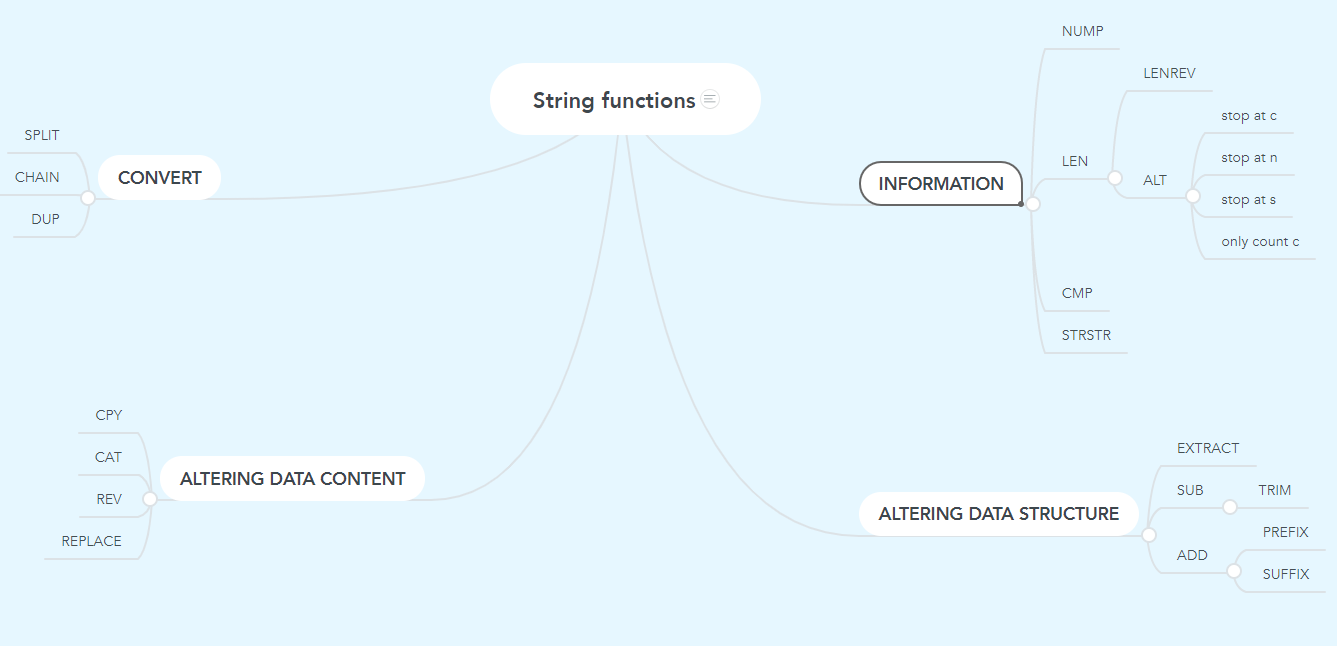 String functions
CONVERT
SPLIT
CHAIN
DUP
INFORMATION
NUMP
LEN
LENREV
ALT
stop at c
stop at n
stop at s
only count c
CMP
STRSTR
ALTERING DATA CONTENT
CPY
CAT
REV
REPLACE
ALTERING DATA STRUCTURE
EXTRACT
SUB
TRIM
ADD
PREFIX
SUFFIX